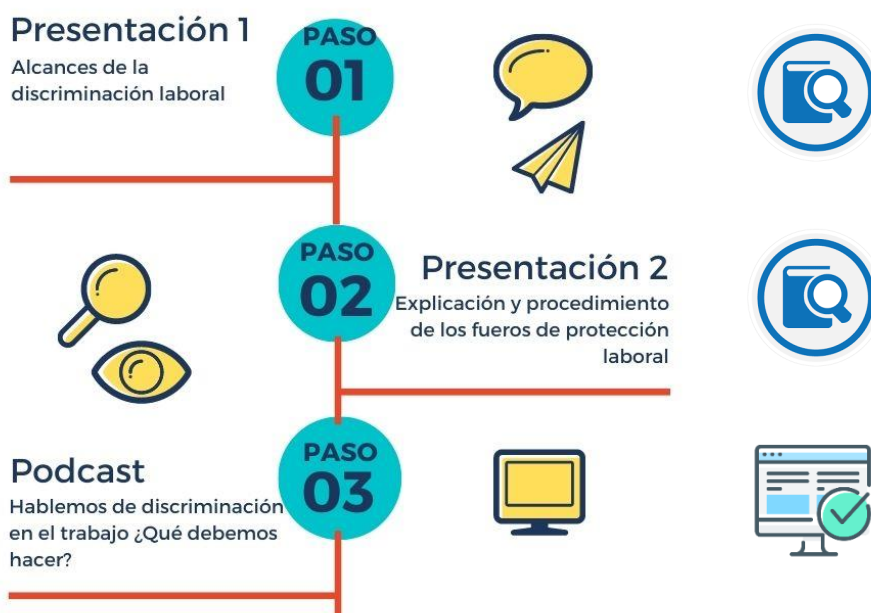 Presentación 1
Alcances de la
discriminación laboral
PASO
01
PASO
02
Presentación 2
Explicación y procedimiento
de los fueros de protección
laboral
Podcast
Hablemos de discriminación
en el trabajo ¿Qué debemos
hacer?
PASO
03